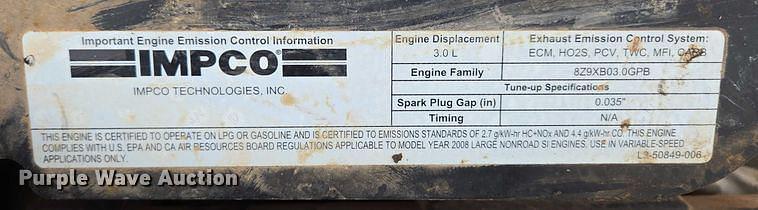 Important Engine Emission Control Information
IMPCO
IMPCO TECHNOLOGIES, INC.
Engine Displacement
3.0 L
Exhaust Emission Control System:
ECM, HO2S, PCV, TWC, MFI, CARB
Engine Family
8Z9XB03.0GPB
Tune-up Specifications
Spark Plug Gap (in)
0.035"
Timing
N/A
THIS ENGINE IS CERTIFIED TO OPERATE ON LPG OR GASOLINE AND IS CERTIFIED TO EMISSIONS STANDARDS OF 2.7 g/kW-hr HC+NOx AND 4.4 g/kW-hr CO. THIS ENGINE
COMPLIES WITH U.S. EPA AND CA AIR RESOURCES BOARD REGULATIONS APPLICABLE TO MODEL YEAR 2008 LARGE NONROAD SI ENGINES. USE IN VARIABLE-SPEED
APPLICATIONS ONLY.
L3-50849-006
Purple Wave Auction